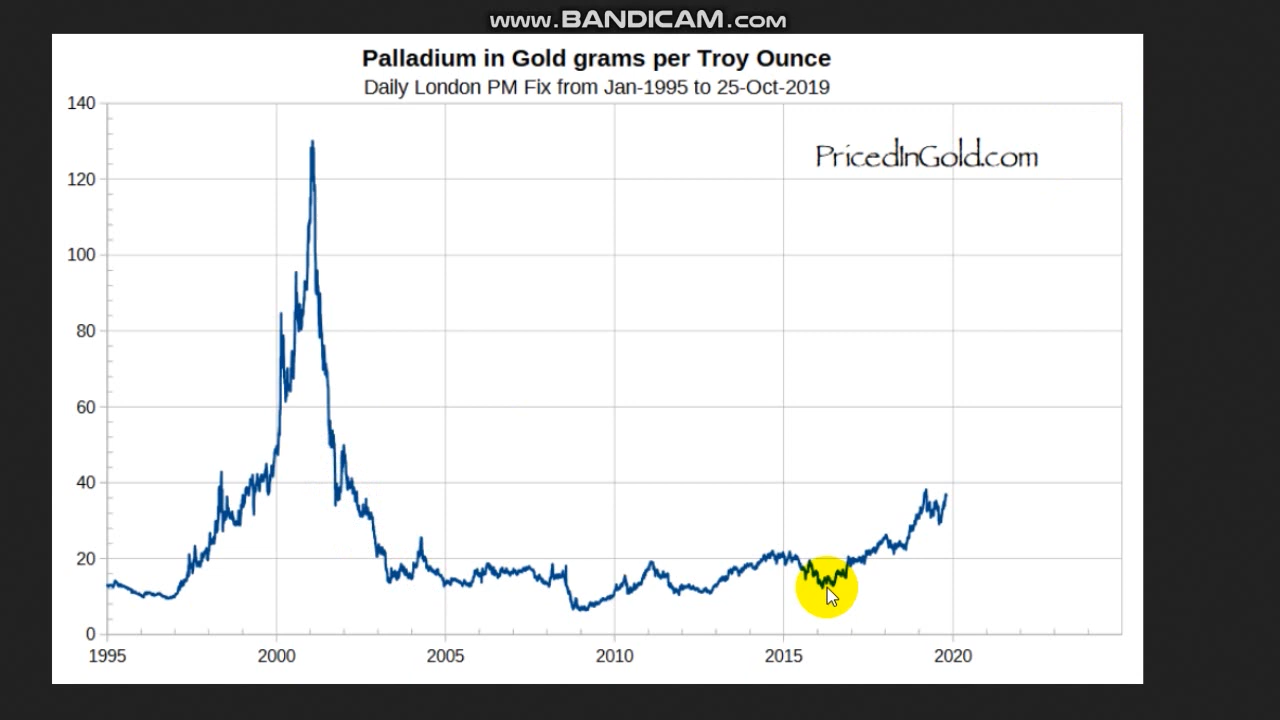 www.BANDICAM.com
Palladium in Gold grams per Troy Ounce
Daily London PM Fix from Jan-1995 to 25-Oct-2019
PricedInGold.com
140
120
100
80
60
40
20
0
1995 2000 2005 2010 2015 2020